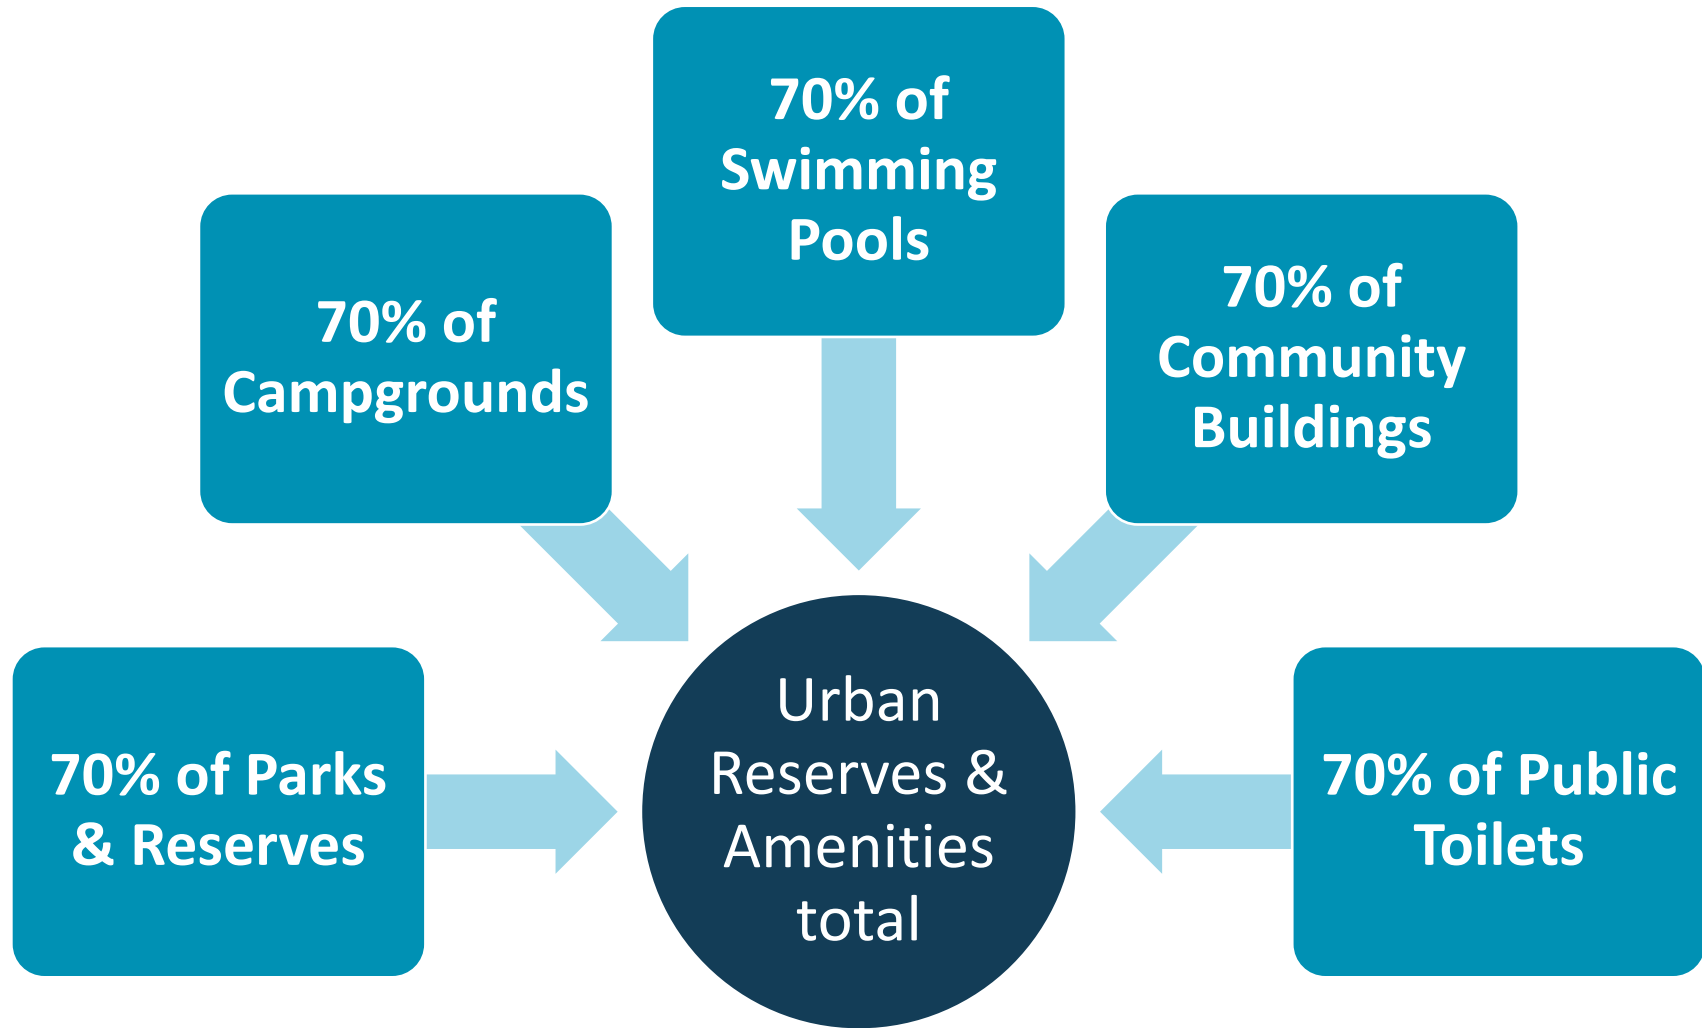 70% of
Swimming
Pools
70% of
Campgrounds
70% of
Community
Buildings
70% of Parks
& Reserves
Urban
Reserves &
Amenities
total
70% of Public
Toilets